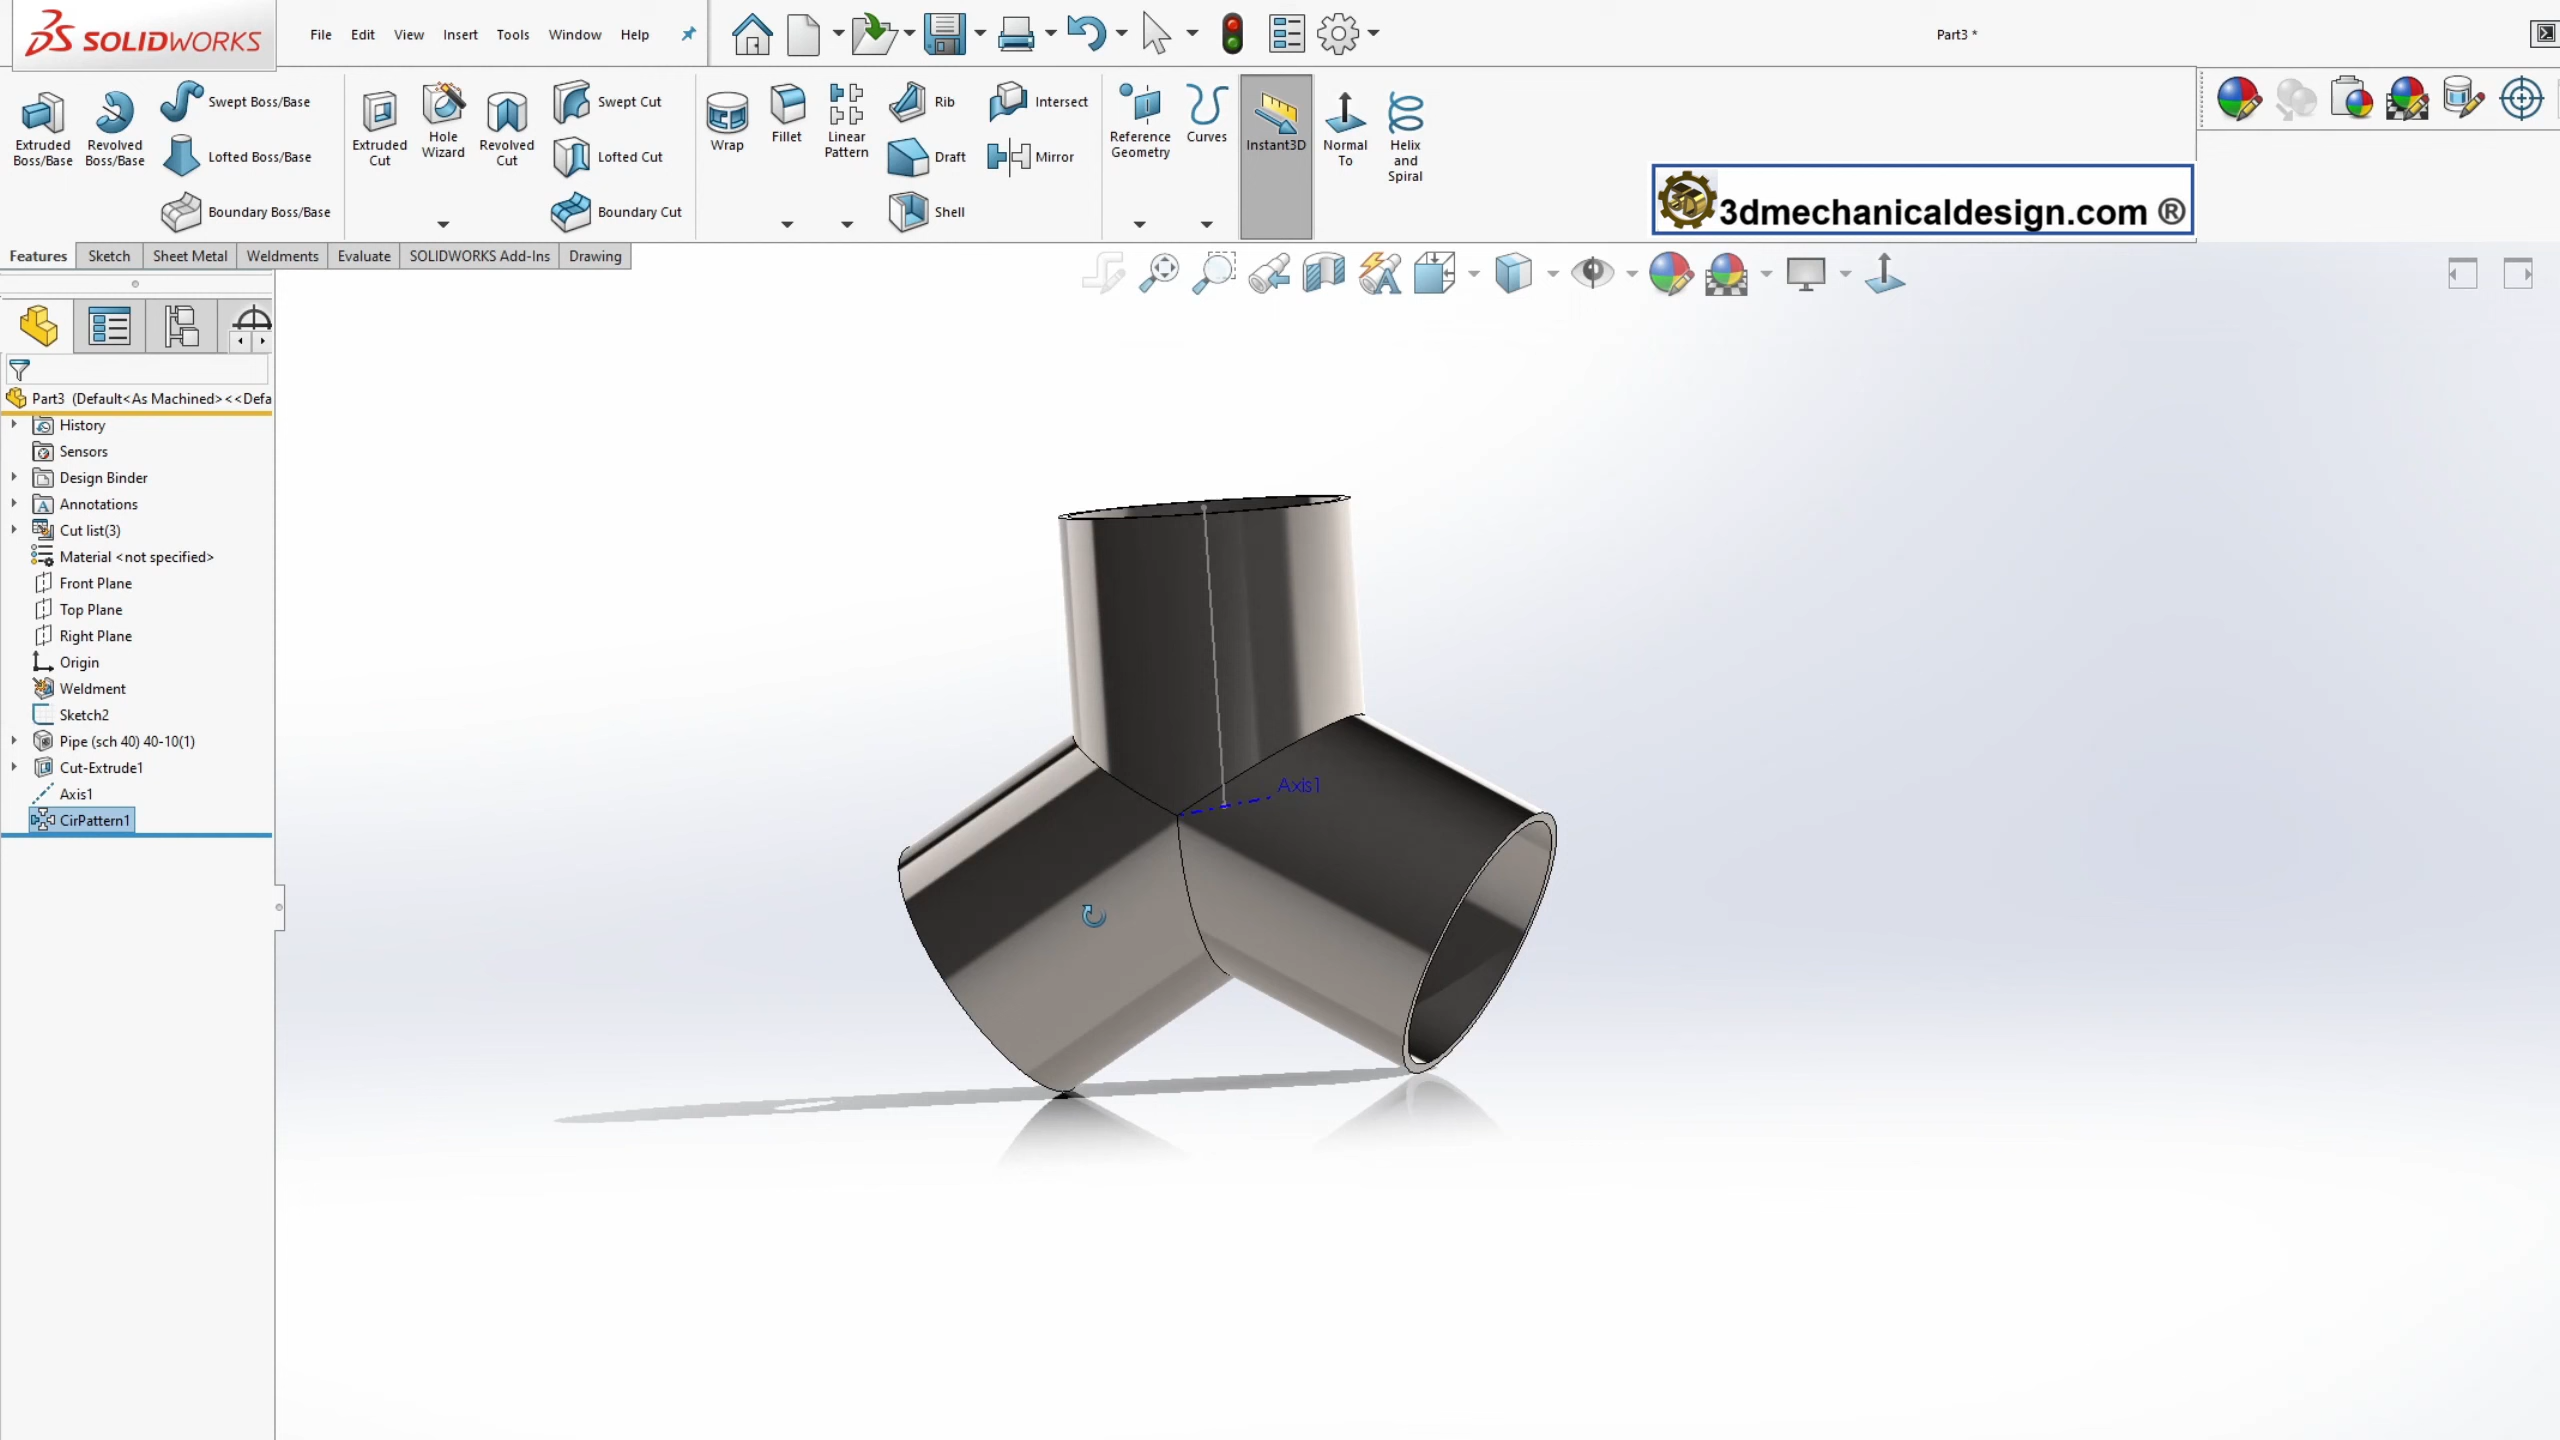 SOLIDWORKS
File Edit View Insert Tools Window Help
Part3 *
Extruded Boss/Base
Revolved Boss/Base
Swept Boss/Base
Lofted Boss/Base
Boundary Boss/Base
Extruded Cut
Hole Wizard
Revolved Cut
Swept Cut
Lofted Cut
Boundary Cut
Wrap
Fillet
Linear Pattern
Rib
Draft
Shell
Intersect
Mirror
Reference Geometry
Curves
Instant3D
Normal To
Helix and Spiral
3dmechanicaldesign.com ®
Features Sketch Sheet Metal Weldments Evaluate SOLIDWORKS Add-Ins Drawing
Part3 (Default<As Machined><<Defa
History
Sensors
Design Binder
Annotations
Cut list(3)
Material <not specified>
Front Plane
Top Plane
Right Plane
Origin
Weldment
Sketch2
Pipe (sch 40) 40-10(1)
Cut-Extrude1
Axis1
CirPattern1
Axis1